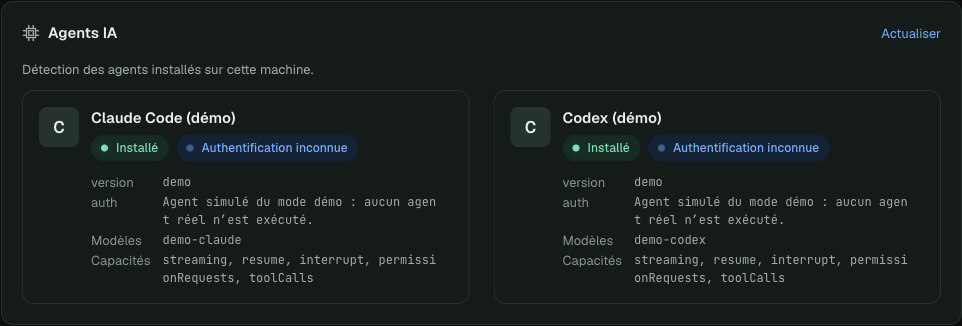 Agents IA
Actualiser
Détection des agents installés sur cette machine.
C
Claude Code (démo)
Installé
Authentification inconnue
version demo
auth Agent simulé du mode démo : aucun agen
t réel n’est exécuté.
Modèles demo-claude
Capacités streaming, resume, interrupt, permissi
onRequests, toolCalls
C
Codex (démo)
Installé
Authentification inconnue
version demo
auth Agent simulé du mode démo : aucun agen
t réel n’est exécuté.
Modèles demo-codex
Capacités streaming, resume, interrupt, permissi
onRequests, toolCalls